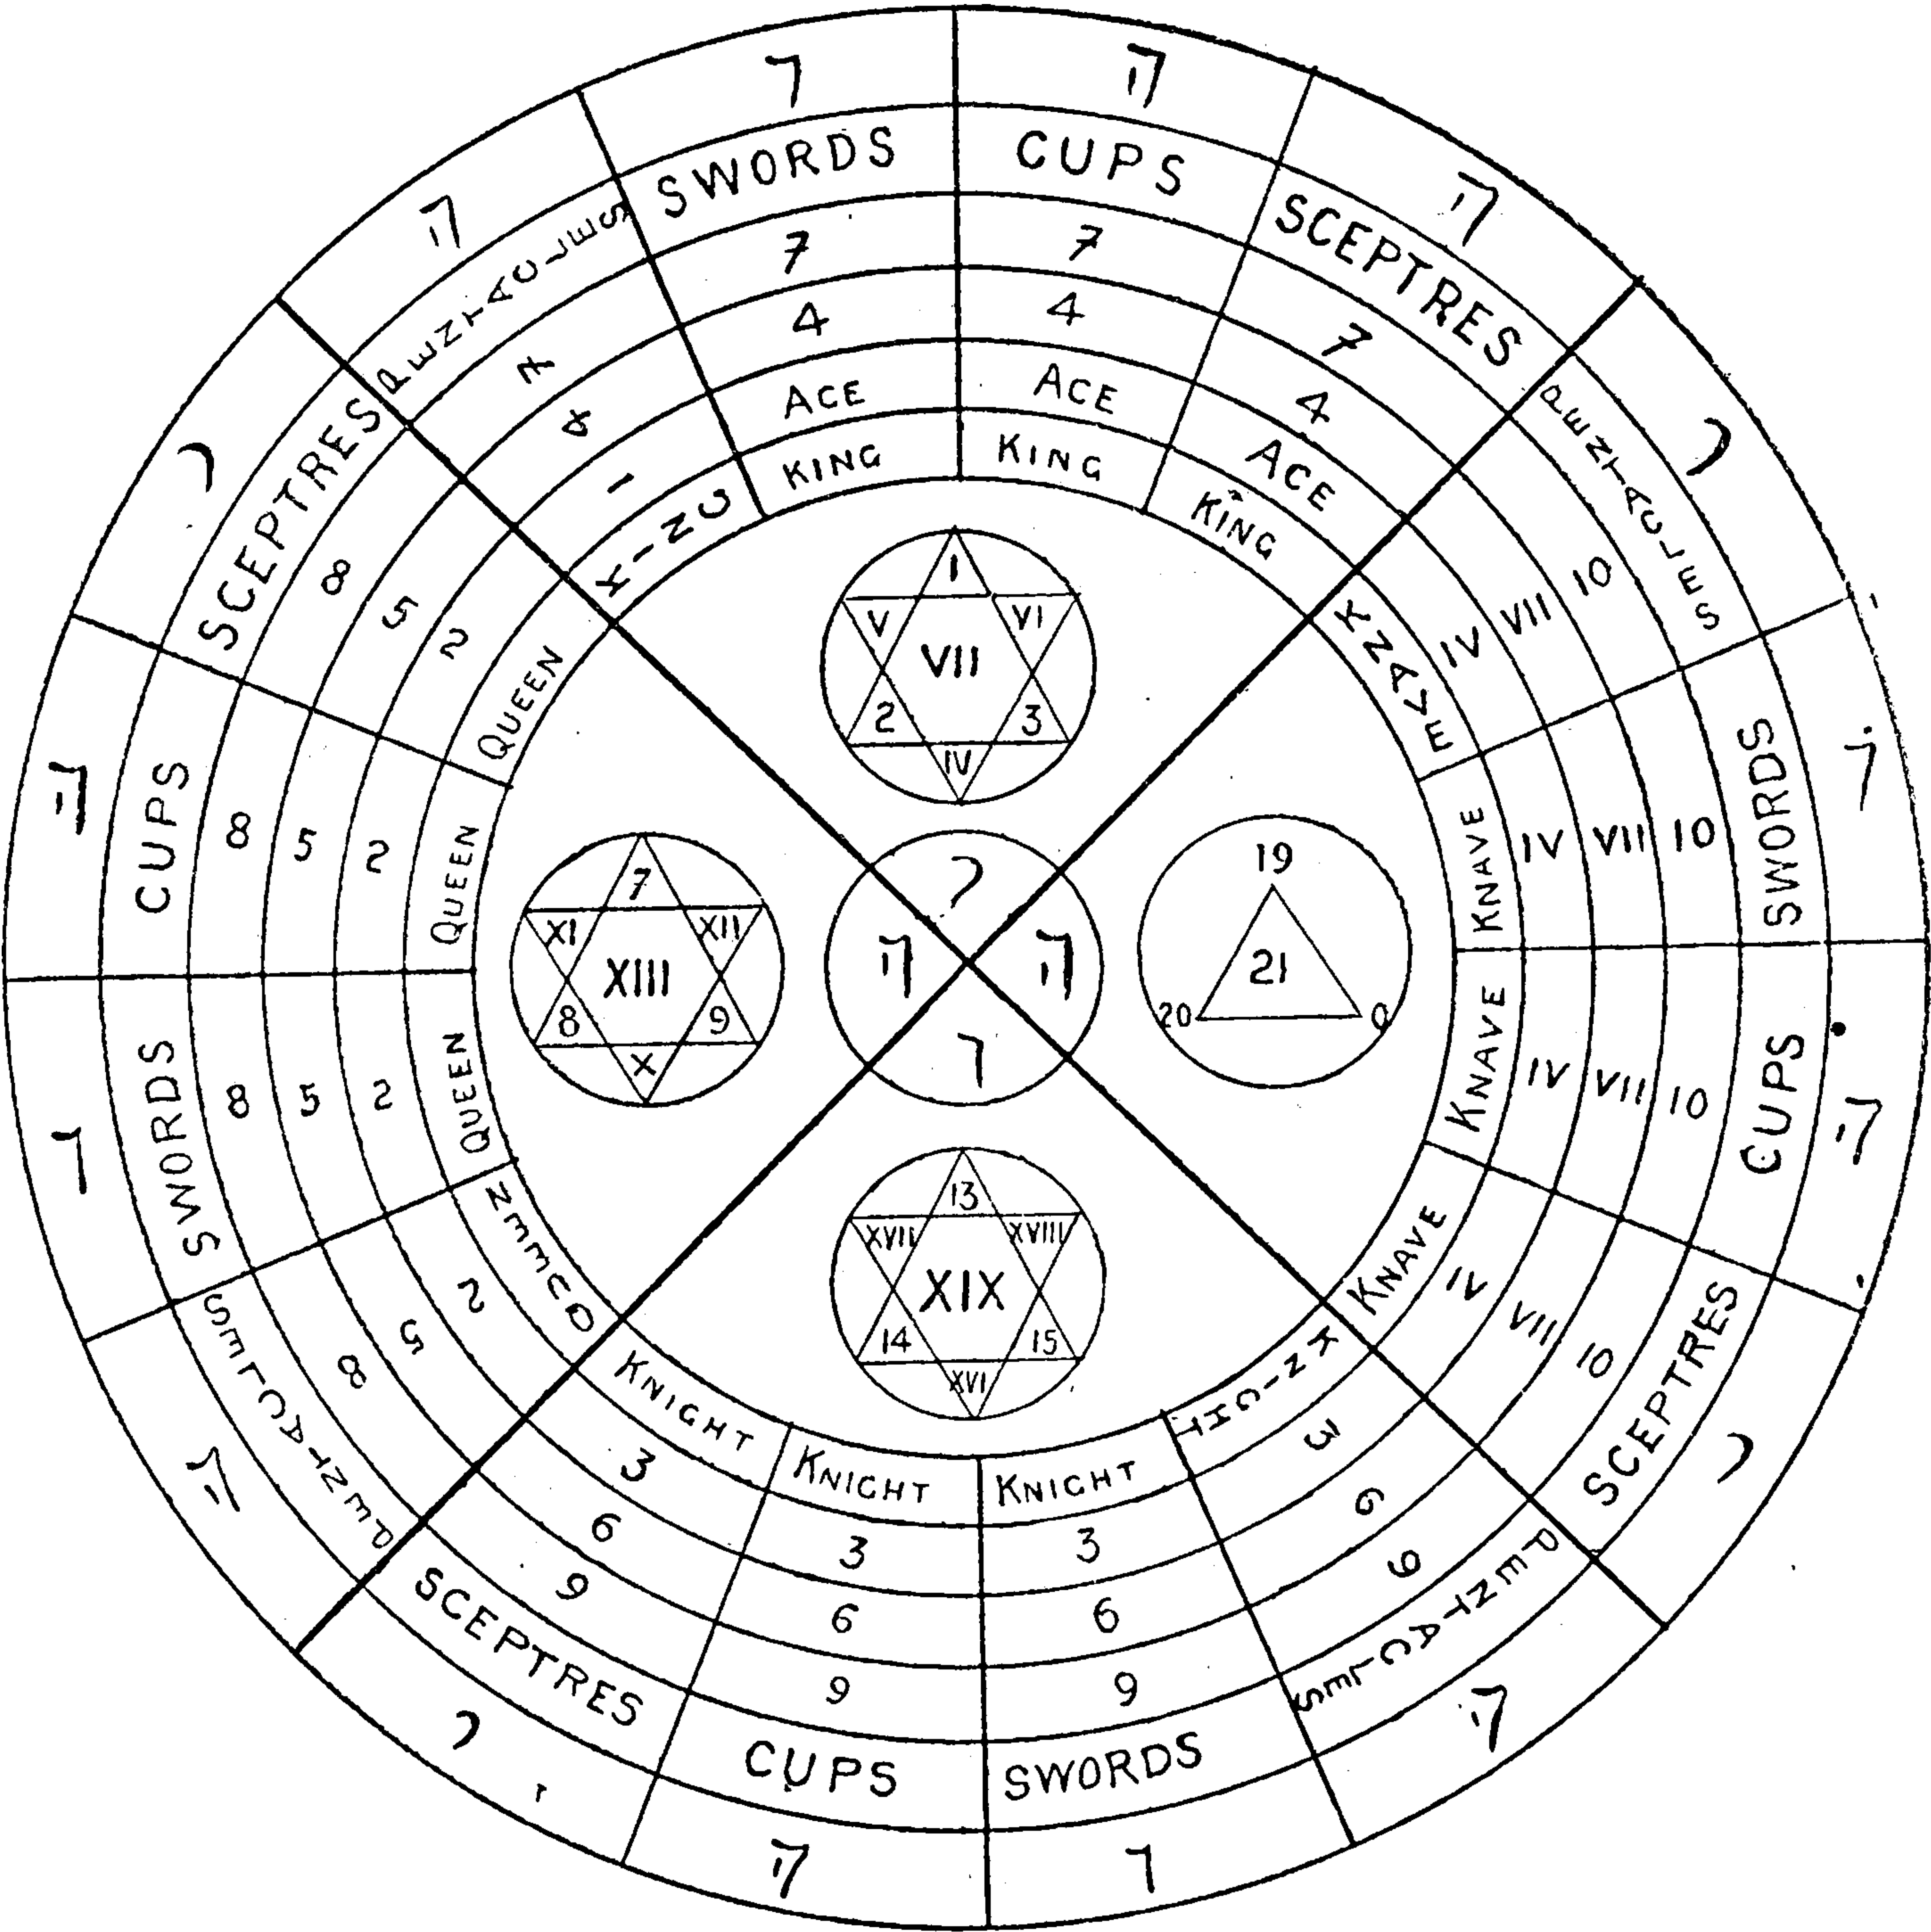 ה ו ה ה
PENTACLES SWORDS CUPS SCEPTRES
7 7 7 7
4 4 4 4
1 ACE ACE ACE
KING KING KING KING
י ו ה י
PENTACLES SWORDS CUPS SCEPTRES
10 10 10 10
VII VII VII VII
IV IV IV IV
KNAVE KNAVE KNAVE KNAVE
י ה ו ה
SCEPTRES CUPS SWORDS PENTACLES
9 9 9 9
6 6 6 6
3 3 3 3
KNIGHT KNIGHT KNIGHT KNIGHT
י ה ו ה
SCEPTRES CUPS SWORDS PENTACLES
8 8 8 8
5 5 5 5
2 2 2 2
QUEEN QUEEN QUEEN QUEEN
1
V VI
VII
2 3
IV
7
XI XII
XIII
8 9
X
י
ה ה
ו
19
21
20 0
13
XVII XVIII
XIX
14 15
XVI